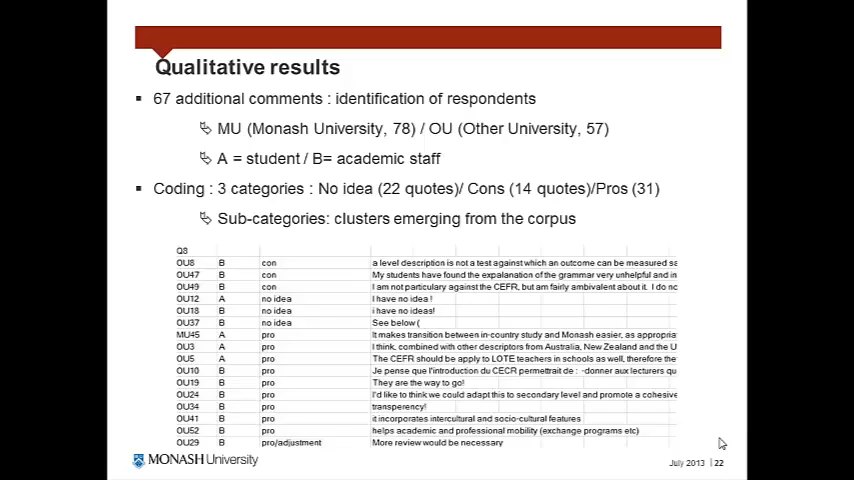 Qualitative results
67 additional comments : identification of respondents
MU (Monash University, 78) / OU (Other University, 57)
A = student / B= academic staff
Coding : 3 categories : No idea (22 quotes)/ Cons (14 quotes)/Pros (31)
Sub-categories: clusters emerging from the corpus
Q8
OU8 B con a level description is not a test against which an outcome can be measured sa
OU47 B con My students have found the expalanation of the grammar very unhelpful and in
OU49 B con I am not particulary against the CEFR, but am fairly ambivalent about it. I do no
OU12 A no idea I have no idea !
OU18 B no idea i have no ideas!
OU37 B no idea See below (
MU45 A pro It makes transition between in-country study and Monash easier, as appropria
OU3 A pro I think, combined with other descriptors from Australia, New Zealand and the U
OU5 A pro The CEFR should be apply to LOTE teachers in schools as well, therefore the
OU10 B pro Je pense que l'introduction du CECR permettrait de : -donner aux lecturers qu
OU19 B pro They are the way to go!
OU24 B pro I'd like to think we could adapt this to secondary level and promote a cohesive
OU34 B pro transperency!
OU41 B pro it incorporates intercultural and socio-cultural features
OU52 B pro helps academic and professional mobility (exchange programs etc)
OU29 B pro/adjustment More review would be necessary
MONASH University
July 2013 | 22